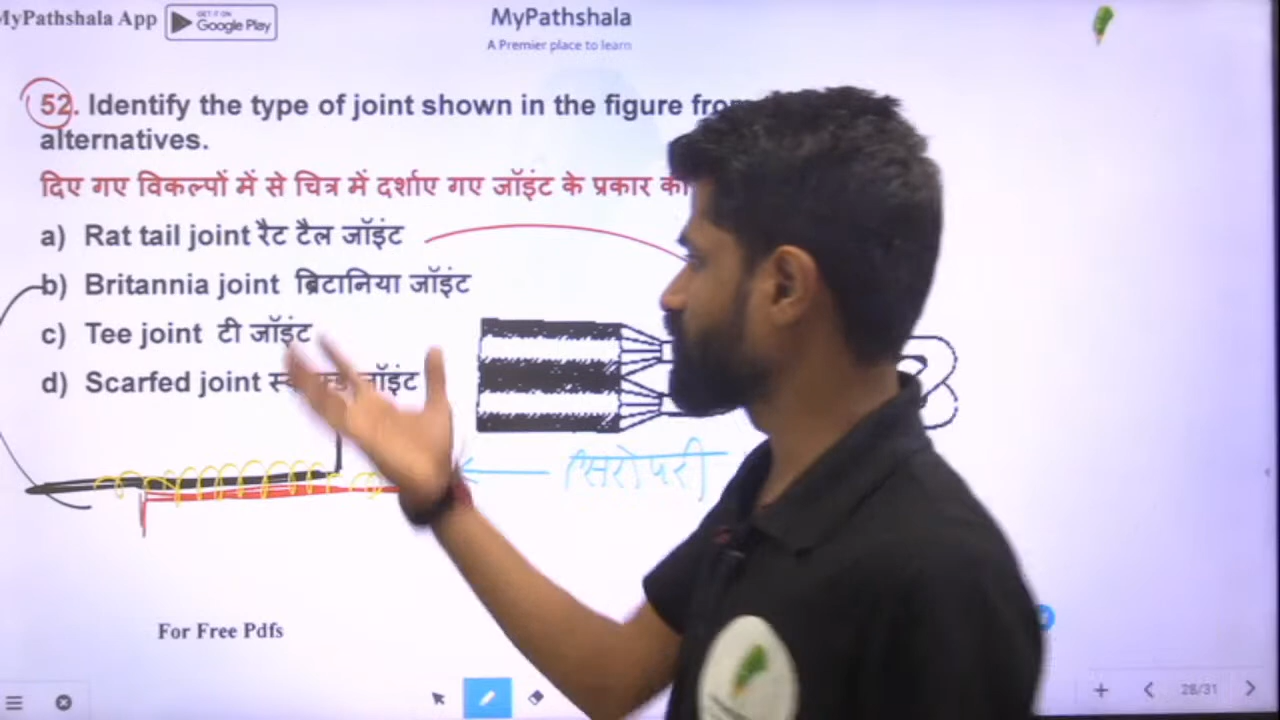 MyPathshala App
GET IT ON
Google Play
MyPathshala
A Premier place to learn
52. Identify the type of joint shown in the figure
alternatives.
दिए गए विकल्पों में से चित्र में दर्शाए गए जॉइंट के प्रकार का
a) Rat tail joint रैट टैल जॉइंट
b) Britannia joint ब्रिटानिया जॉइंट
c) Tee joint टी जॉइंट
d) Scarfed joint जॉइंट
For Free Pdfs
28/31